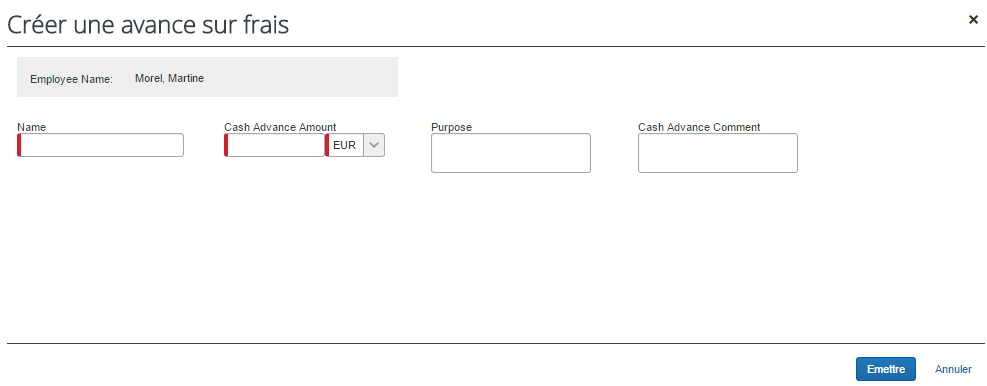 Créer une avance sur frais
×
Employee Name: Morel, Martine
Name Cash Advance Amount Purpose Cash Advance Comment
EUR
Emettre Annuler